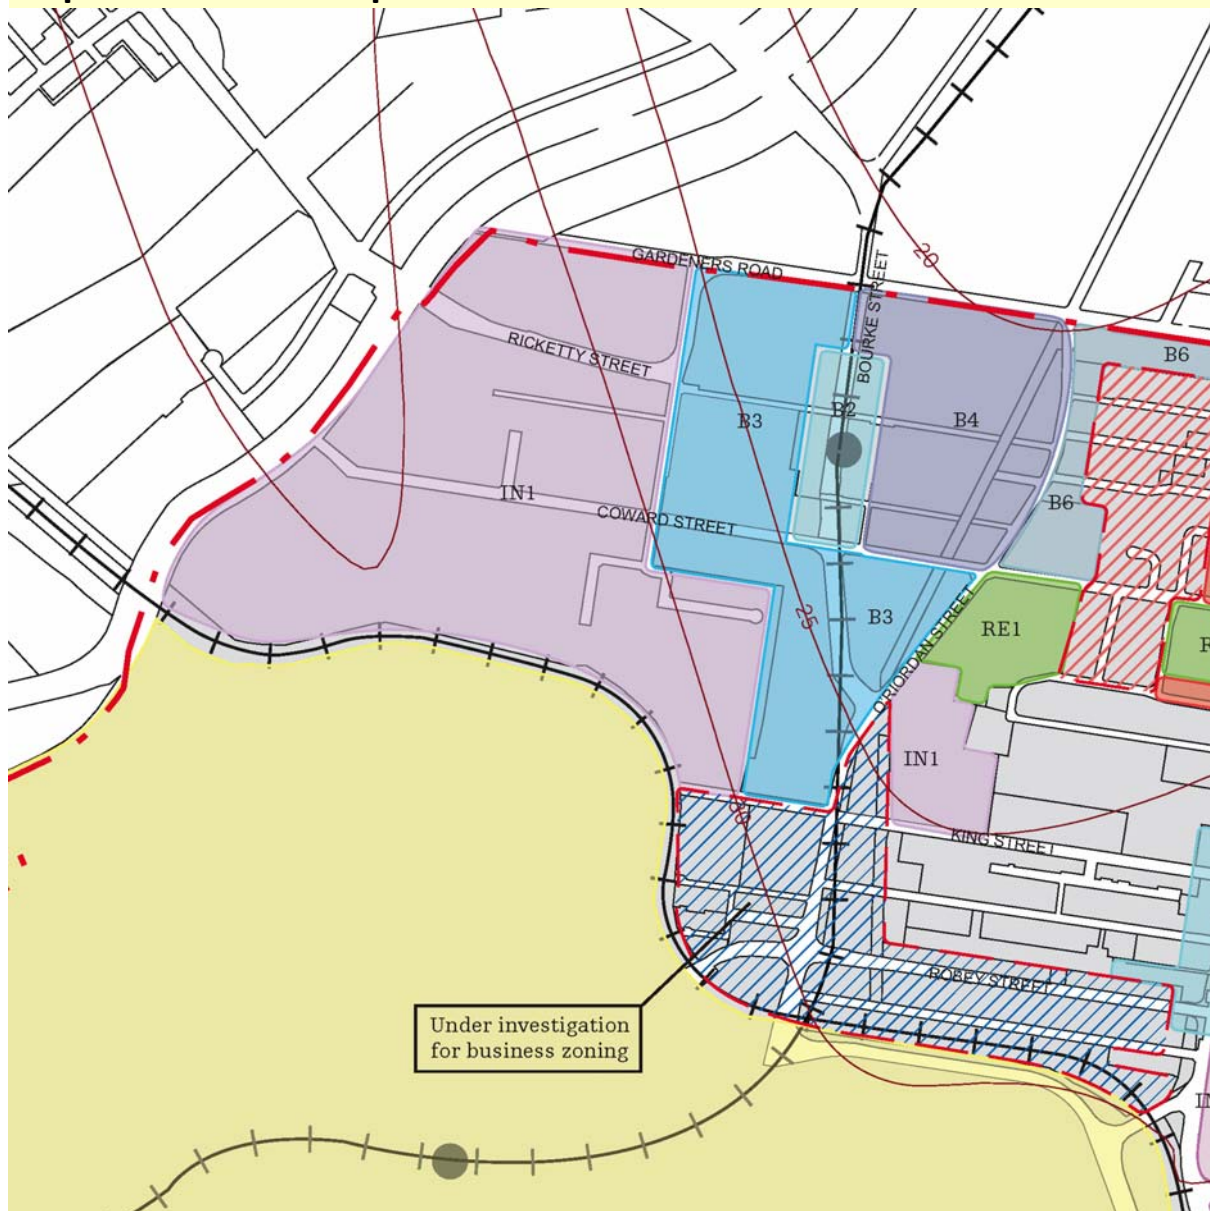 20
GARDENERS ROAD
BOURKE STREET
B6
RICKETTY STREET
B3
B2
B4
IN1
B6
COWARD STREET
25
B3
RE1
O'RIORDAN STREET
IN1
30
KING STREET
ROBEY STREET
Under investigation
for business zoning